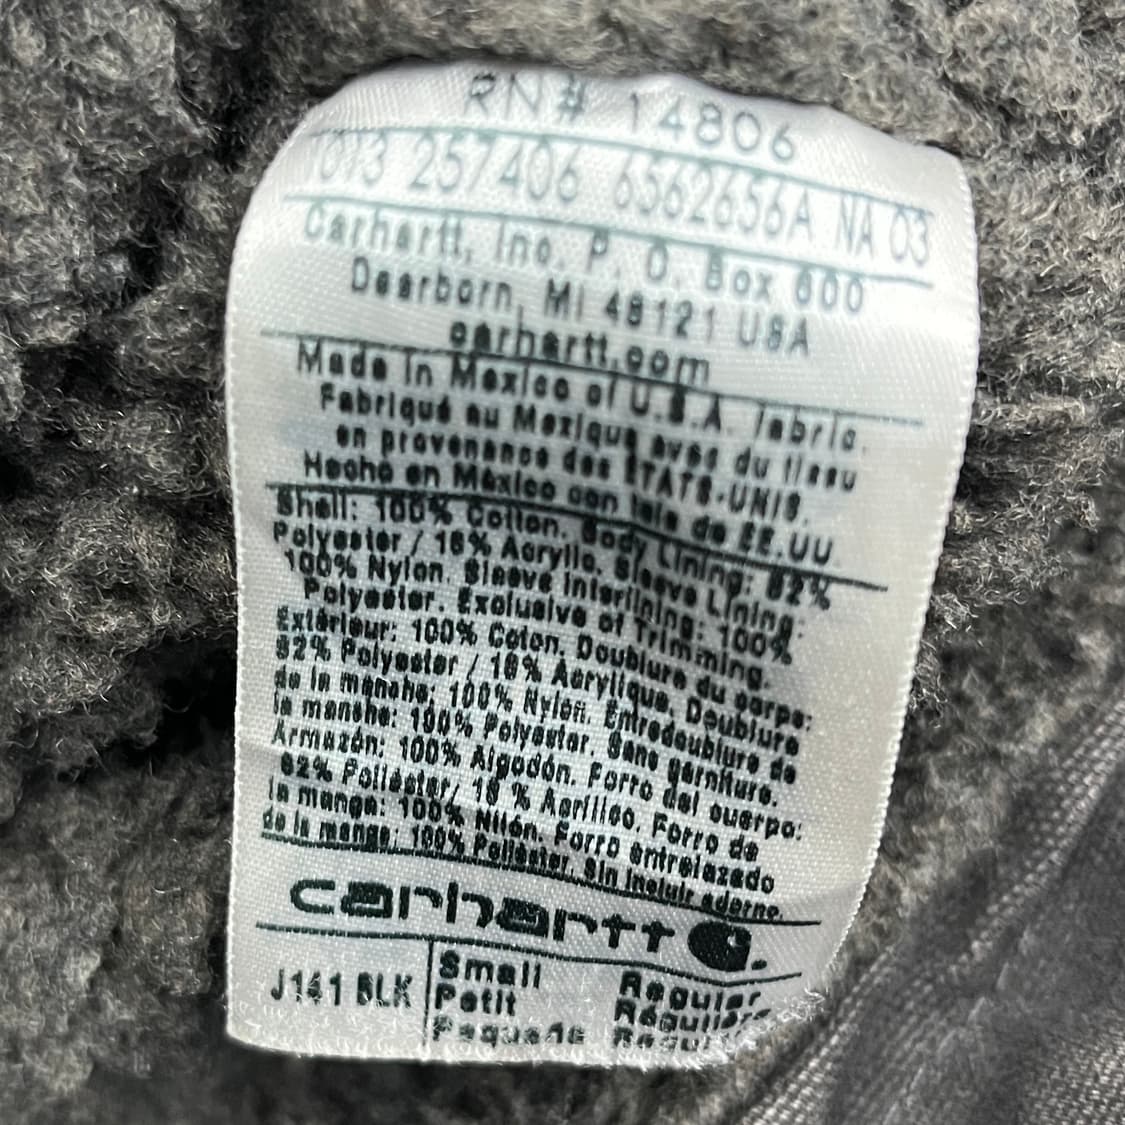 RN# 14806
013 257406 6562656A NA 03
Carhartt, Inc. P. O. Box 600
Dearborn, MI 48121 USA
carhartt.com
Made in Mexico of U.S.A. fabric.
Fabriqué au Mexique avec du tissu
en provenance des ÉTATS-UNIS.
Hecho en México con tela de EE.UU.
Shell: 100% Cotton. Body Lining: 82%
Polyester / 18% Acrylic. Sleeve Lining:
100% Nylon. Sleeve Interlining: 100%
Polyester. Exclusive of Trimming.
Extérieur: 100% Coton. Doublure du corps:
82% Polyester / 18% Acrylique. Doublure
de la manche: 100% Nylon. Entredoublure de
la manche: 100% Polyester. Sans garniture.
Armazón: 100% Algodón. Forro del cuerpo:
82% Poliéster/ 18 % Acrílico. Forro de
la manga: 100% Nilón. Forro entrelazado
de la manga: 100% Poliéster. Sin incluir adorno.
carhartt
J141 BLK
Small Regular
Petit Régulière
Pequeño